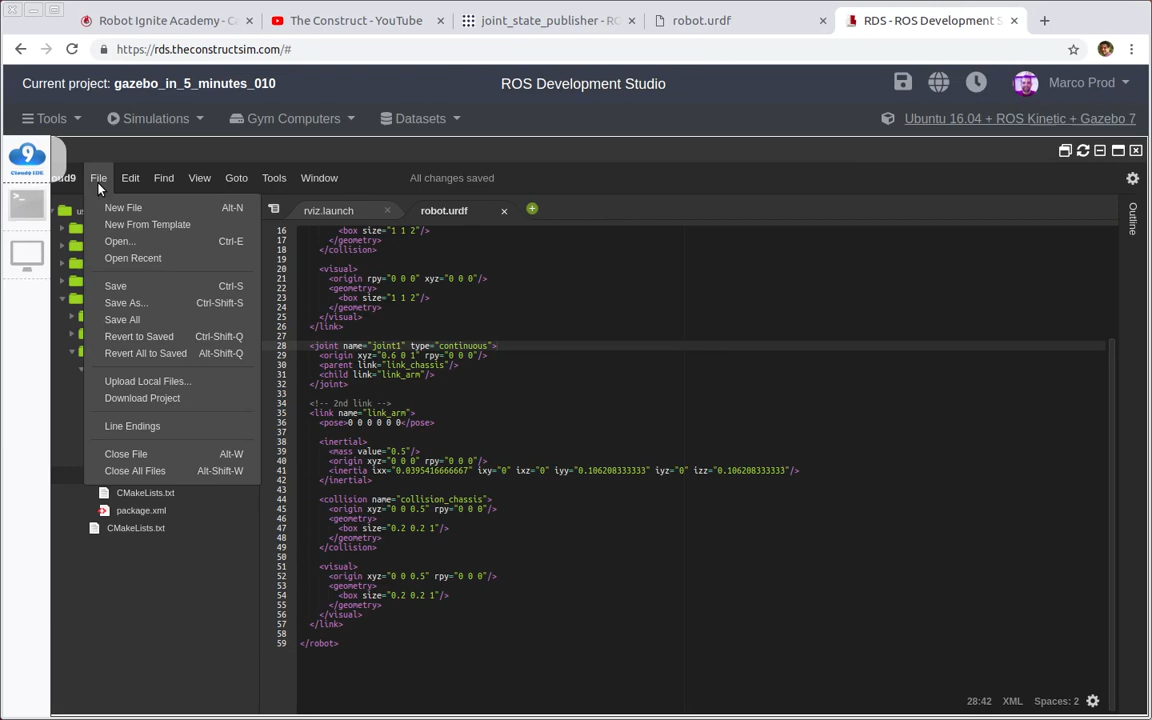 Robot Ignite Academy - C
The Construct - YouTube
joint_state_publisher - RO
robot.urdf
RDS - ROS Development S
https://rds.theconstructsim.com/#
Current project: gazebo_in_5_minutes_010
ROS Development Studio
Marco Prod
Tools
Simulations
Gym Computers
Datasets
Ubuntu 16.04 + ROS Kinetic + Gazebo 7
9
Cloud9 IDE
oud9
File
Edit
Find
View
Goto
Tools
Window
All changes saved
New File Alt-N
New From Template
Open... Ctrl-E
Open Recent
Save Ctrl-S
Save As... Ctrl-Shift-S
Save All
Revert to Saved Ctrl-Shift-Q
Revert All to Saved Alt-Shift-Q
Upload Local Files...
Download Project
Line Endings
Close File Alt-W
Close All Files Alt-Shift-W
CMakeLists.txt
package.xml
CMakeLists.txt
rviz.launch
robot.urdf
16 <box size="1 1 2"/>
17 </geometry>
18 </collision>
19
20 <visual>
21 <origin rpy="0 0 0" xyz="0 0 0"/>
22 <geometry>
23 <box size="1 1 2"/>
24 </geometry>
25 </visual>
26 </link>
27
28 <joint name="joint1" type="continuous">
29 <origin xyz="0.6 0 1" rpy="0 0 0"/>
30 <parent link="link_chassis"/>
31 <child link="link_arm"/>
32 </joint>
33
34 <!-- 2nd link -->
35 <link name="link_arm">
36 <pose>0 0 0 0 0 0</pose>
37
38 <inertial>
39 <mass value="0.5"/>
40 <origin xyz="0 0 0" rpy="0 0 0"/>
41 <inertia ixx="0.0395416666667" ixy="0" ixz="0" iyy="0.106208333333" iyz="0" izz="0.106208333333"/>
42 </inertial>
43
44 <collision name="collision_chassis">
45 <origin xyz="0 0 0.5" rpy="0 0 0"/>
46 <geometry>
47 <box size="0.2 0.2 1"/>
48 </geometry>
49 </collision>
50
51 <visual>
52 <origin xyz="0 0 0.5" rpy="0 0 0"/>
53 <geometry>
54 <box size="0.2 0.2 1"/>
55 </geometry>
56 </visual>
57 </link>
58
59 </robot>
Outline
28:42 XML Spaces: 2